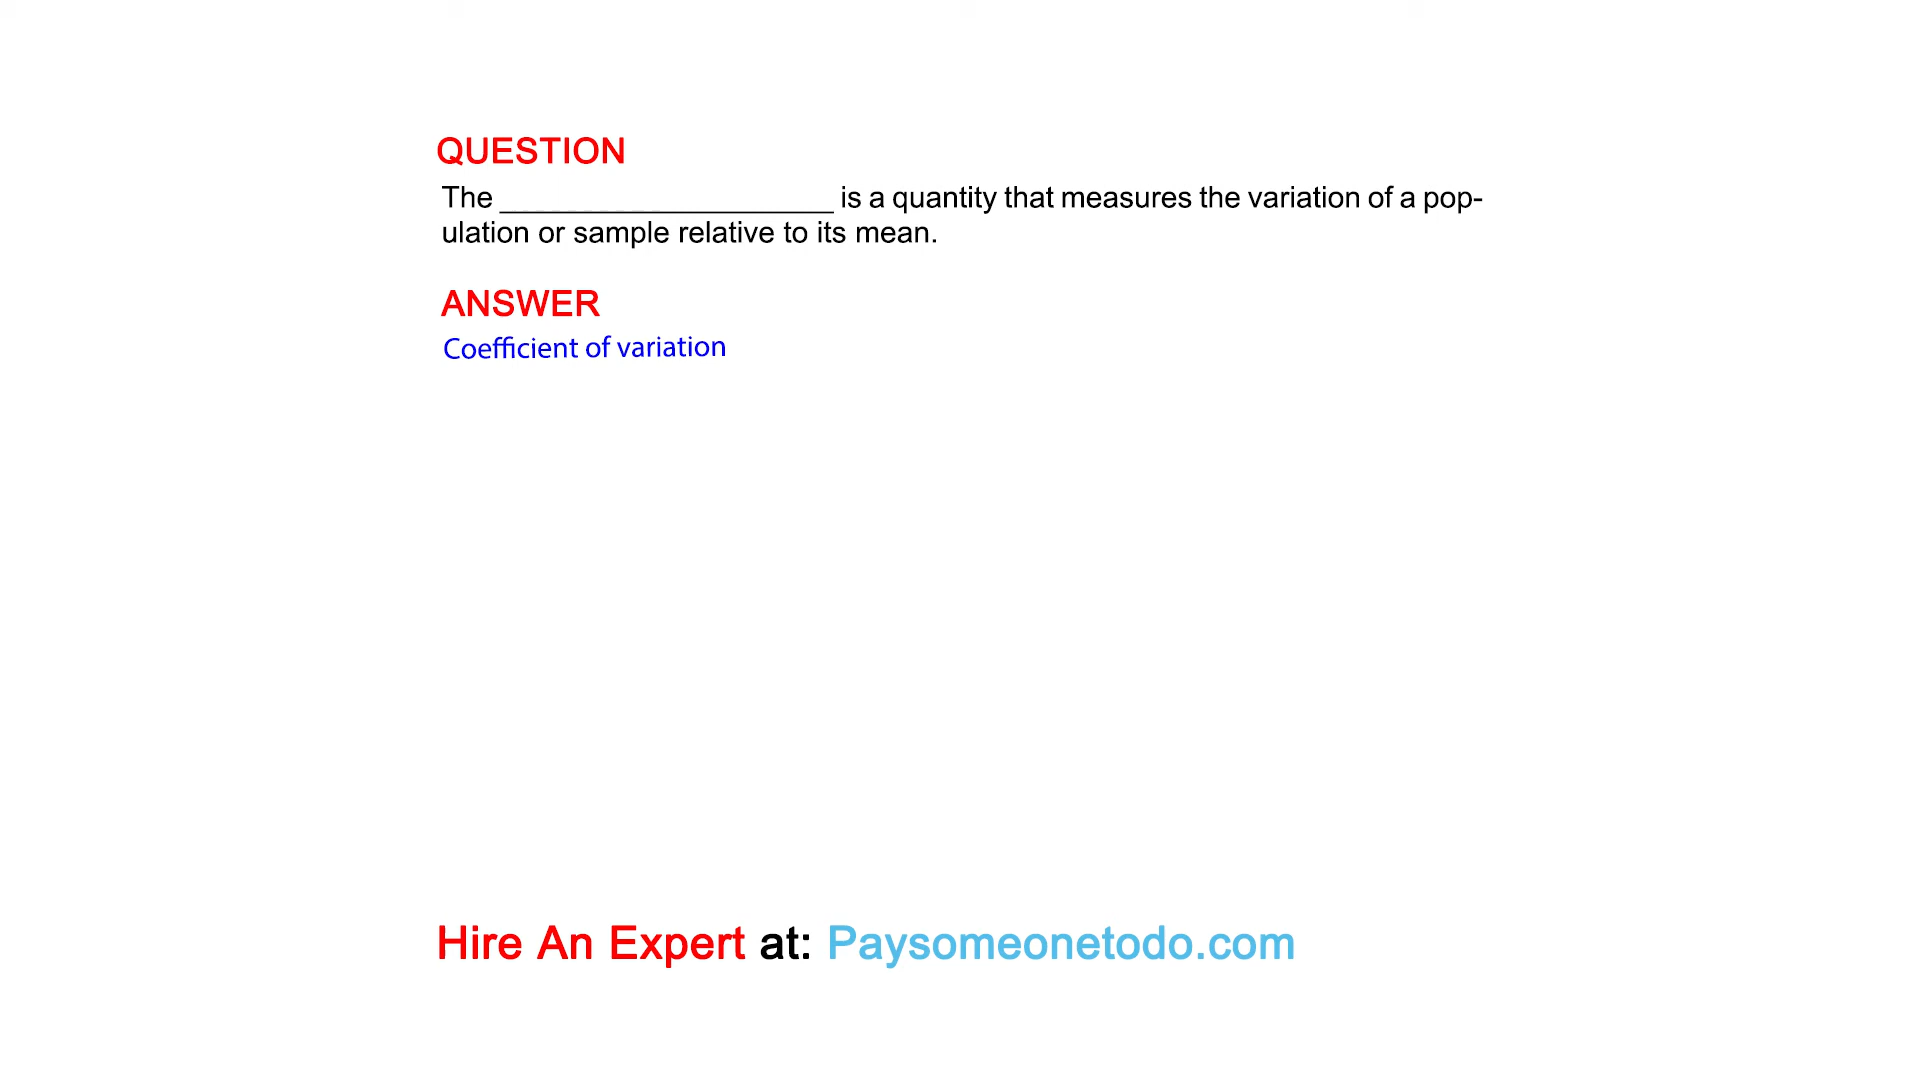 QUESTION
The ____________________ is a quantity that measures the variation of a pop-
ulation or sample relative to its mean.
ANSWER
Coefficient of variation
Hire An Expert at: Paysomeonetodo.com